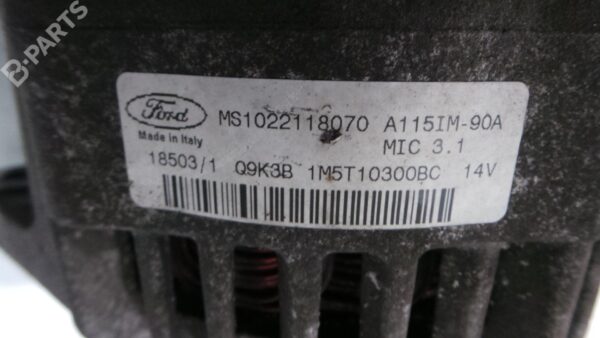 B-PARTS
Ford MS1022118070 A115IM-90A
Made in Italy MIC 3.1
18503/1 Q9K3B 1M5T10300BC 14V